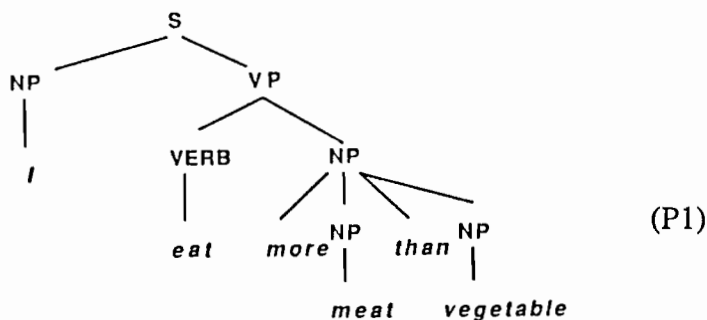 S
NP VP
I VERB NP
(P1)
eat more NP than NP
meat vegetable